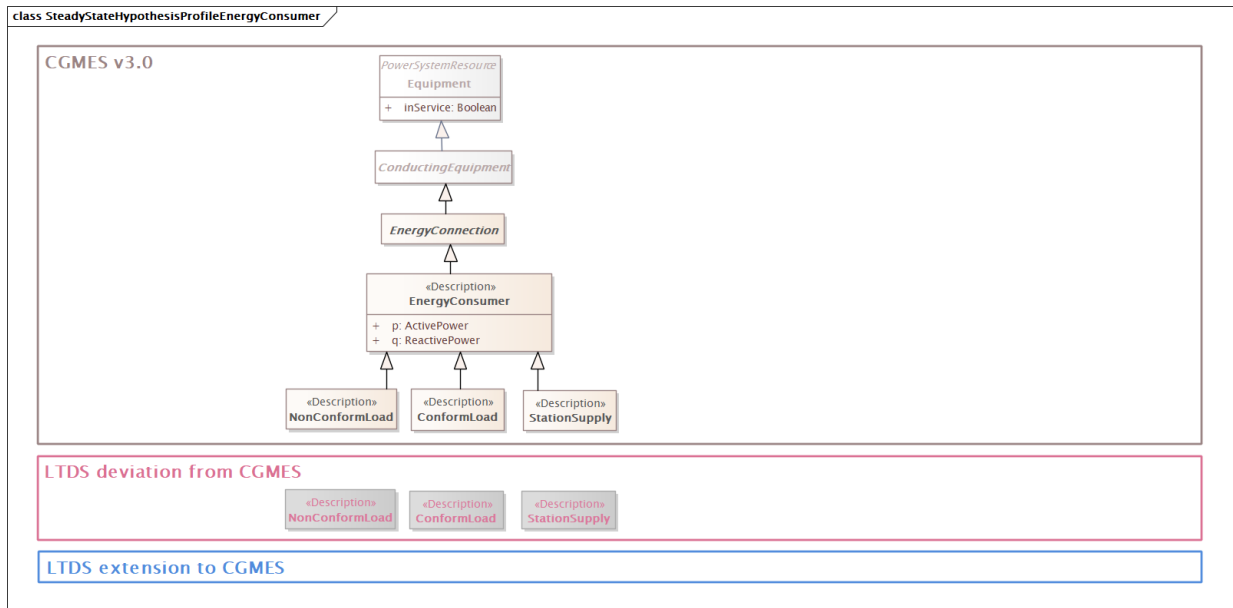 class SteadyStateHypothesisProfileEnergyConsumer
CGMES v3.0
PowerSystemResource
Equipment
+ inService: Boolean
ConductingEquipment
EnergyConnection
«Description»
EnergyConsumer
+ p: ActivePower
+ q: ReactivePower
«Description»
NonConformLoad
«Description»
ConformLoad
«Description»
StationSupply
LTDS deviation from CGMES
«Description»
NonConformLoad
«Description»
ConformLoad
«Description»
StationSupply
LTDS extension to CGMES